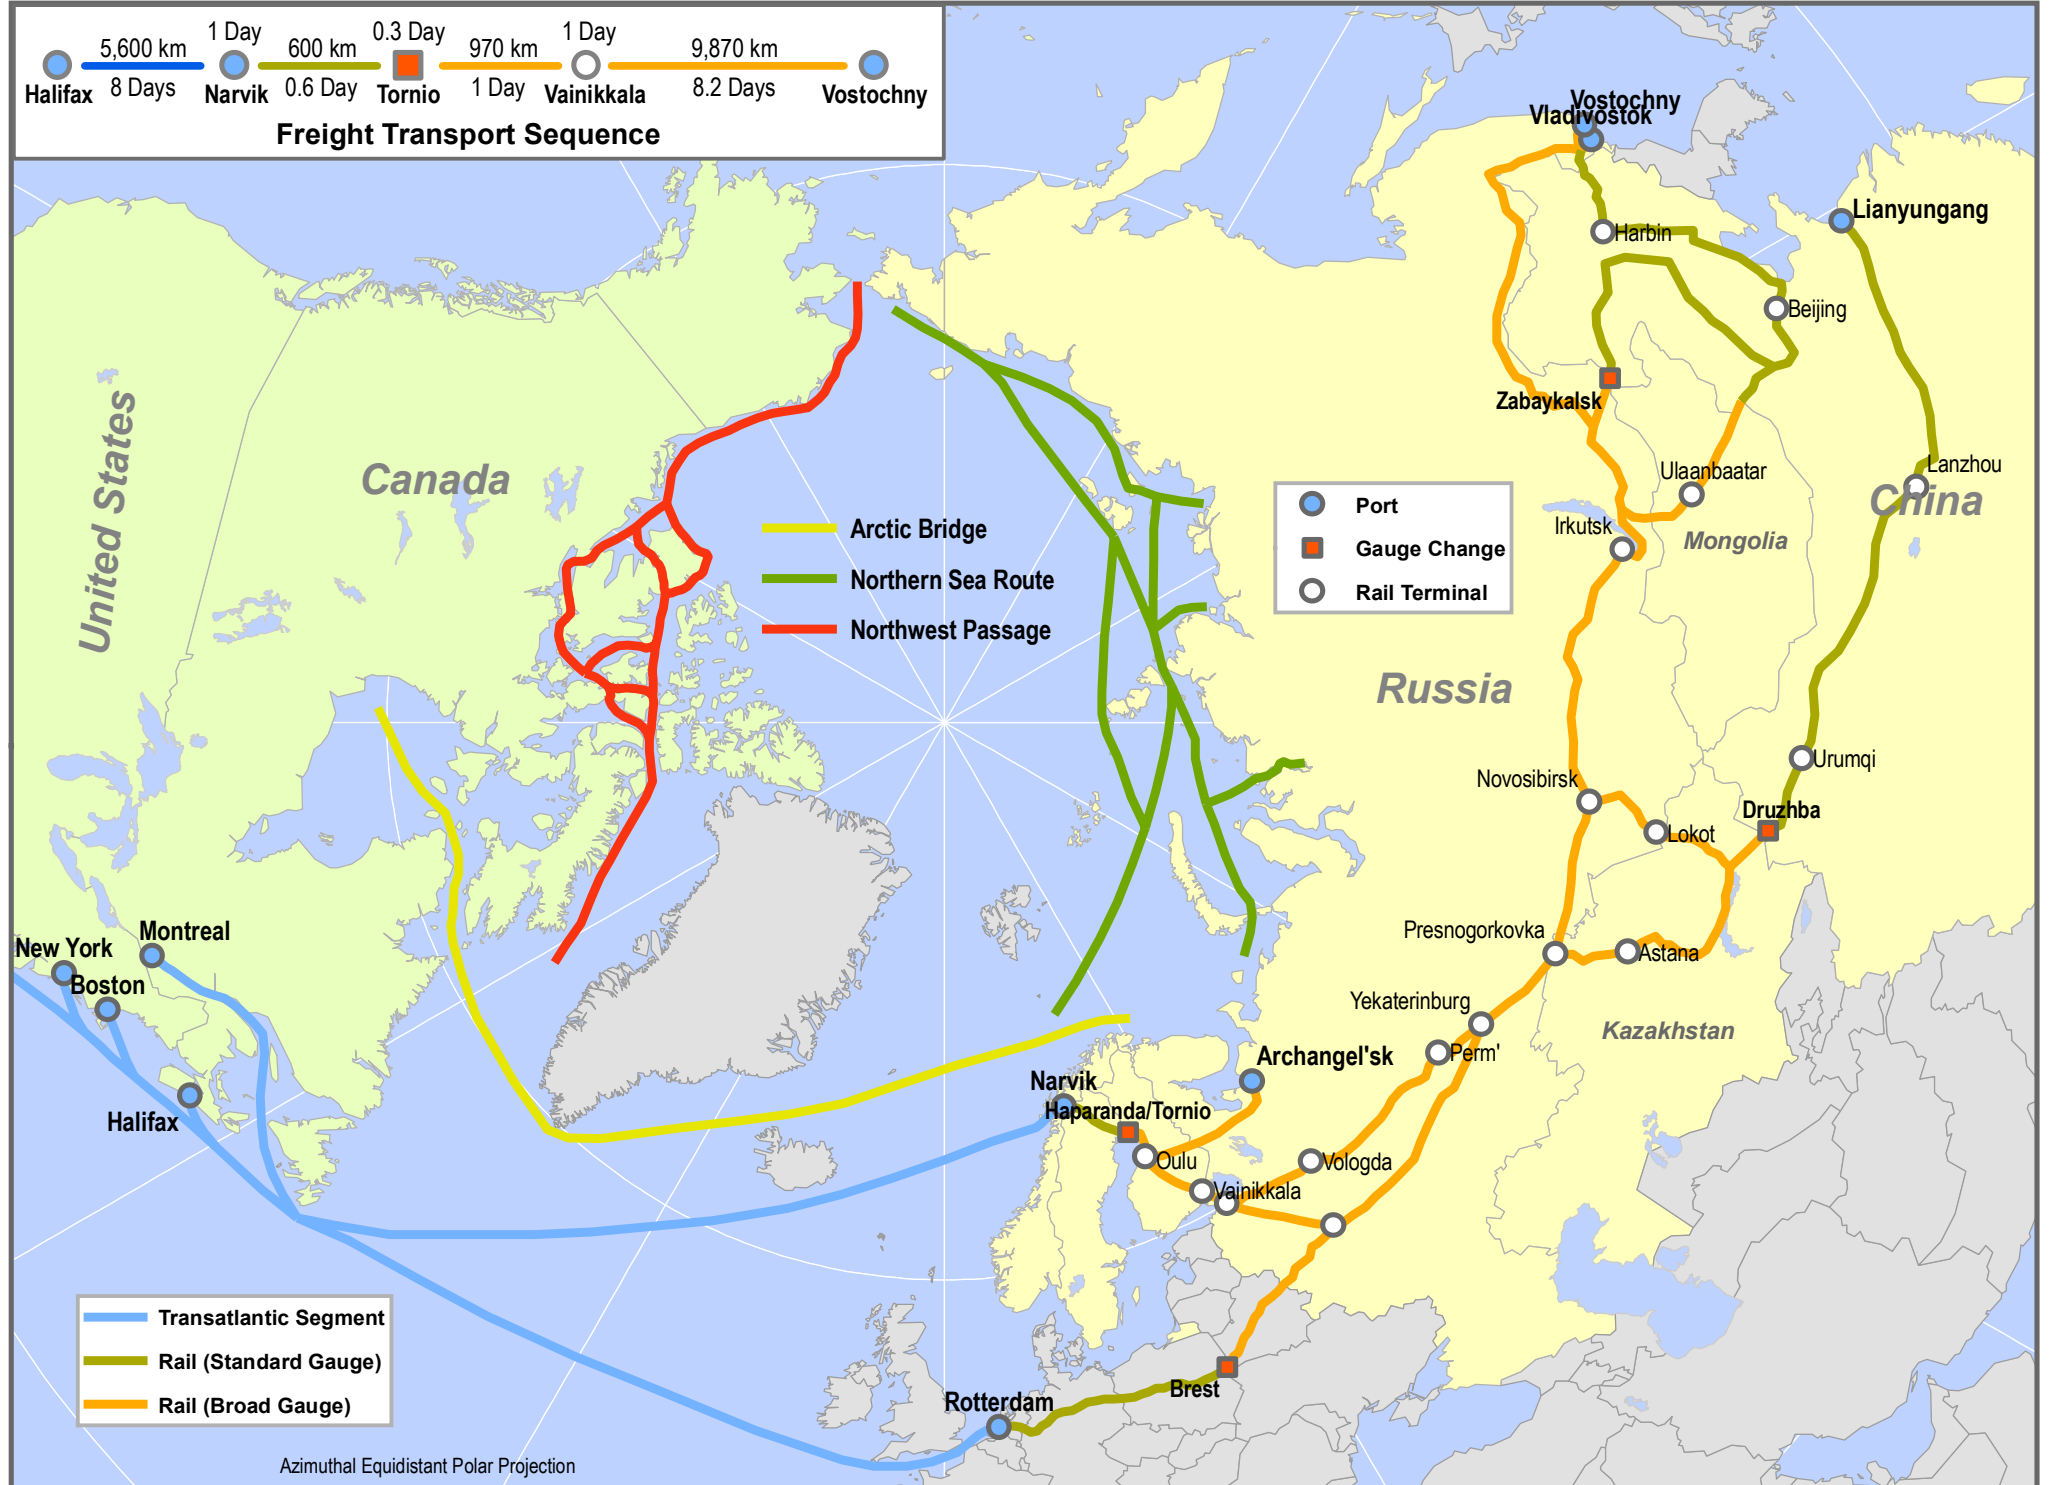 1 Day
0.3 Day
1 Day
5,600 km
600 km
970 km
9,870 km
Halifax
8 Days
Narvik
0.6 Day
Tornio
1 Day
Vainikkala
8.2 Days
Vostochny
Freight Transport Sequence
Vostochny
Vladivostok
Lianyungang
Harbin
Beijing
United States
Canada
Zabaykalsk
Ulaanbaatar
Lanzhou
China
Irkutsk
Mongolia
Arctic Bridge
Northern Sea Route
Northwest Passage
Port
Gauge Change
Rail Terminal
Russia
Urumqi
Novosibirsk
Druzhba
Lokot
Presnogorkovka
Astana
Montreal
New York
Boston
Yekaterinburg
Kazakhstan
Perm'
Archangel'sk
Narvik
Haparanda/Tornio
Halifax
Oulu
Vologda
Vainikkala
Transatlantic Segment
Rail (Standard Gauge)
Rail (Broad Gauge)
Brest
Rotterdam
Azimuthal Equidistant Polar Projection